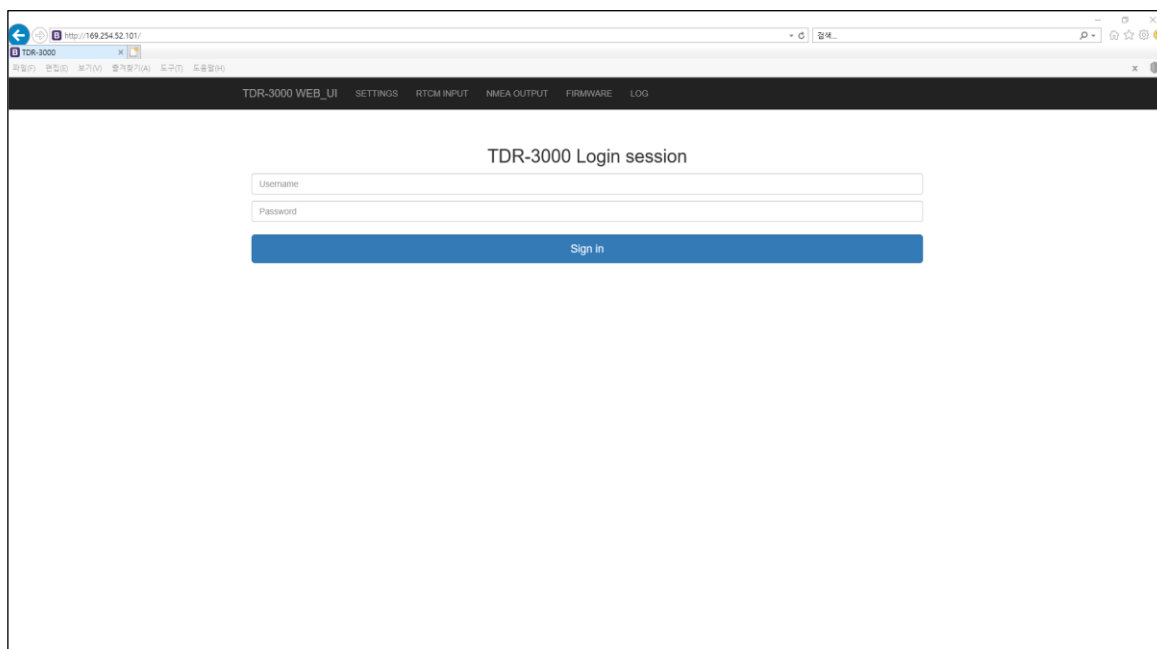 http://169.254.52.101/
검색...
TDR-3000
파일(F) 편집(E) 보기(V) 즐겨찾기(A) 도구(T) 도움말(H)
TDR-3000 WEB_UI SETTINGS RTCM INPUT NMEA OUTPUT FIRMWARE LOG
TDR-3000 Login session
Username
Password
Sign in